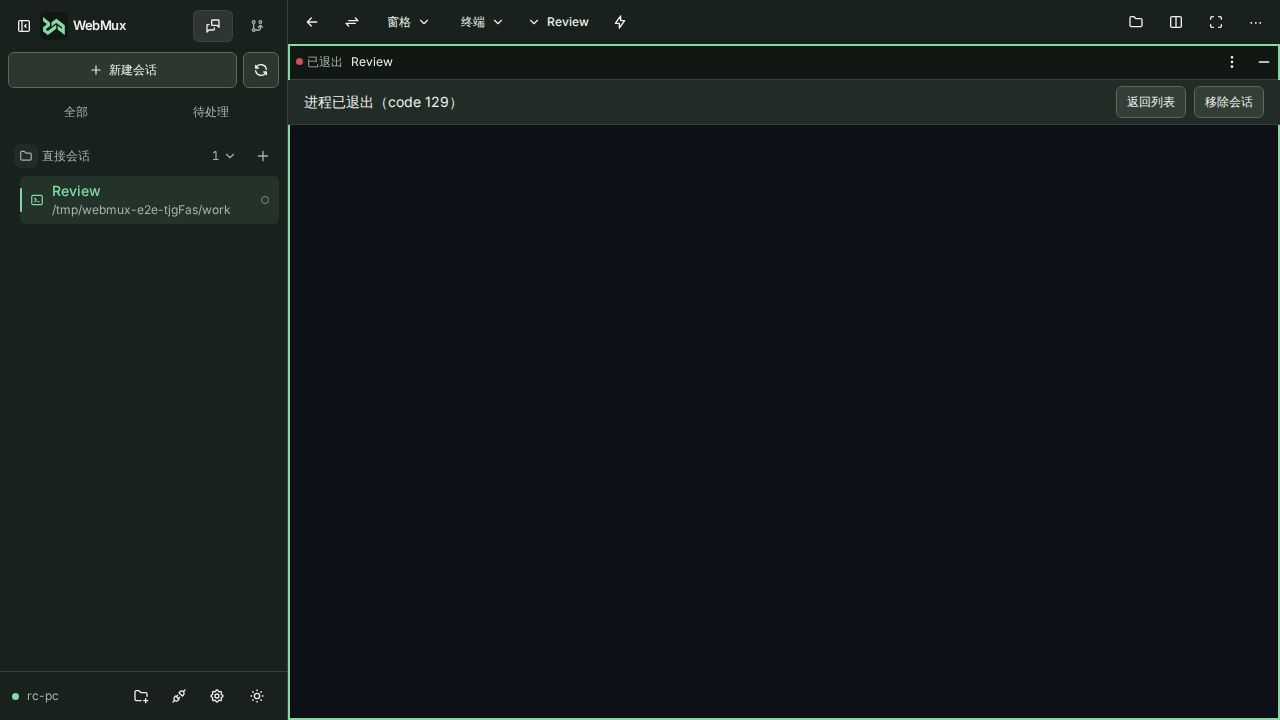 WebMux
新建会话
全部
待处理
直接会话
1
Review
/tmp/webmux-e2e-tjgFas/work
rc-pc
窗格
终端
Review
已退出 Review
进程已退出（code 129）
返回列表
移除会话